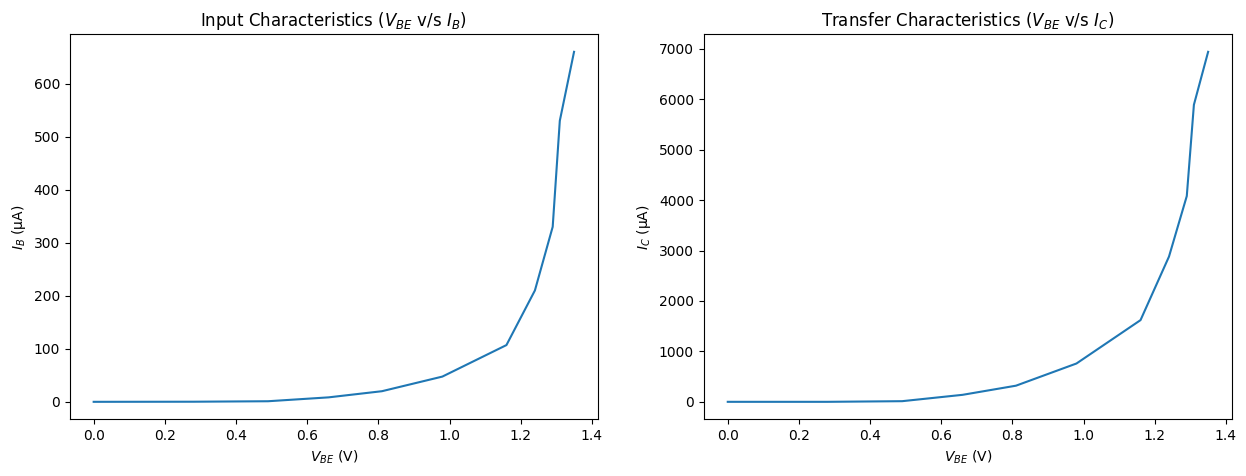 Input Characteristics (V_BE v/s I_B)
I_B (µA)
600
500
400
300
200
100
0
0.0 0.2 0.4 0.6 0.8 1.0 1.2 1.4
V_BE (V)
Transfer Characteristics (V_BE v/s I_C)
I_C (µA)
7000
6000
5000
4000
3000
2000
1000
0
0.0 0.2 0.4 0.6 0.8 1.0 1.2 1.4
V_BE (V)